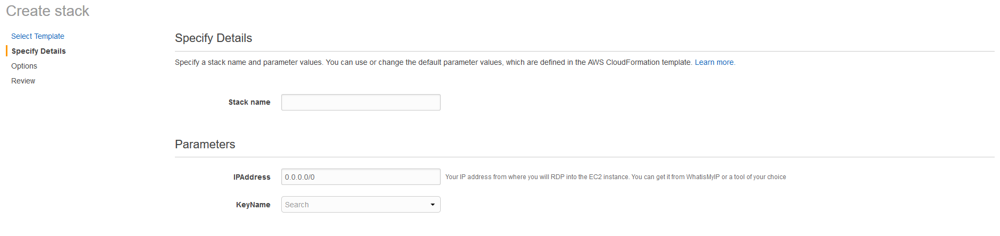 Create stack
Select Template
Specify Details
Options
Review
Specify Details
Specify a stack name and parameter values. You can use or change the default parameter values, which are defined in the AWS CloudFormation template. Learn more.
Stack name
Parameters
IPAddress 0.0.0.0/0 Your IP address from where you will RDP into the EC2 instance. You can get it from WhatisMyIP or a tool of your choice
KeyName Search